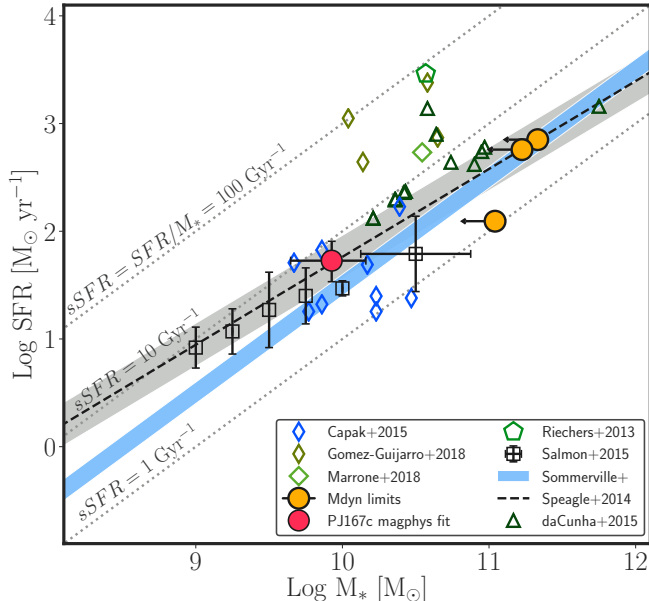 4
3
2
1
0
9
10
11
12
Log SFR [M⊙ yr⁻¹]
Log M* [M⊙]
sSFR = SFR/M* = 100 Gyr⁻¹
sSFR = 10 Gyr⁻¹
sSFR = 1 Gyr⁻¹
Capak+2015
Gomez-Guijarro+2018
Marrone+2018
Mdyn limits
PJ167c magphys fit
Riechers+2013
Salmon+2015
Sommerville+
Speagle+2014
daCunha+2015